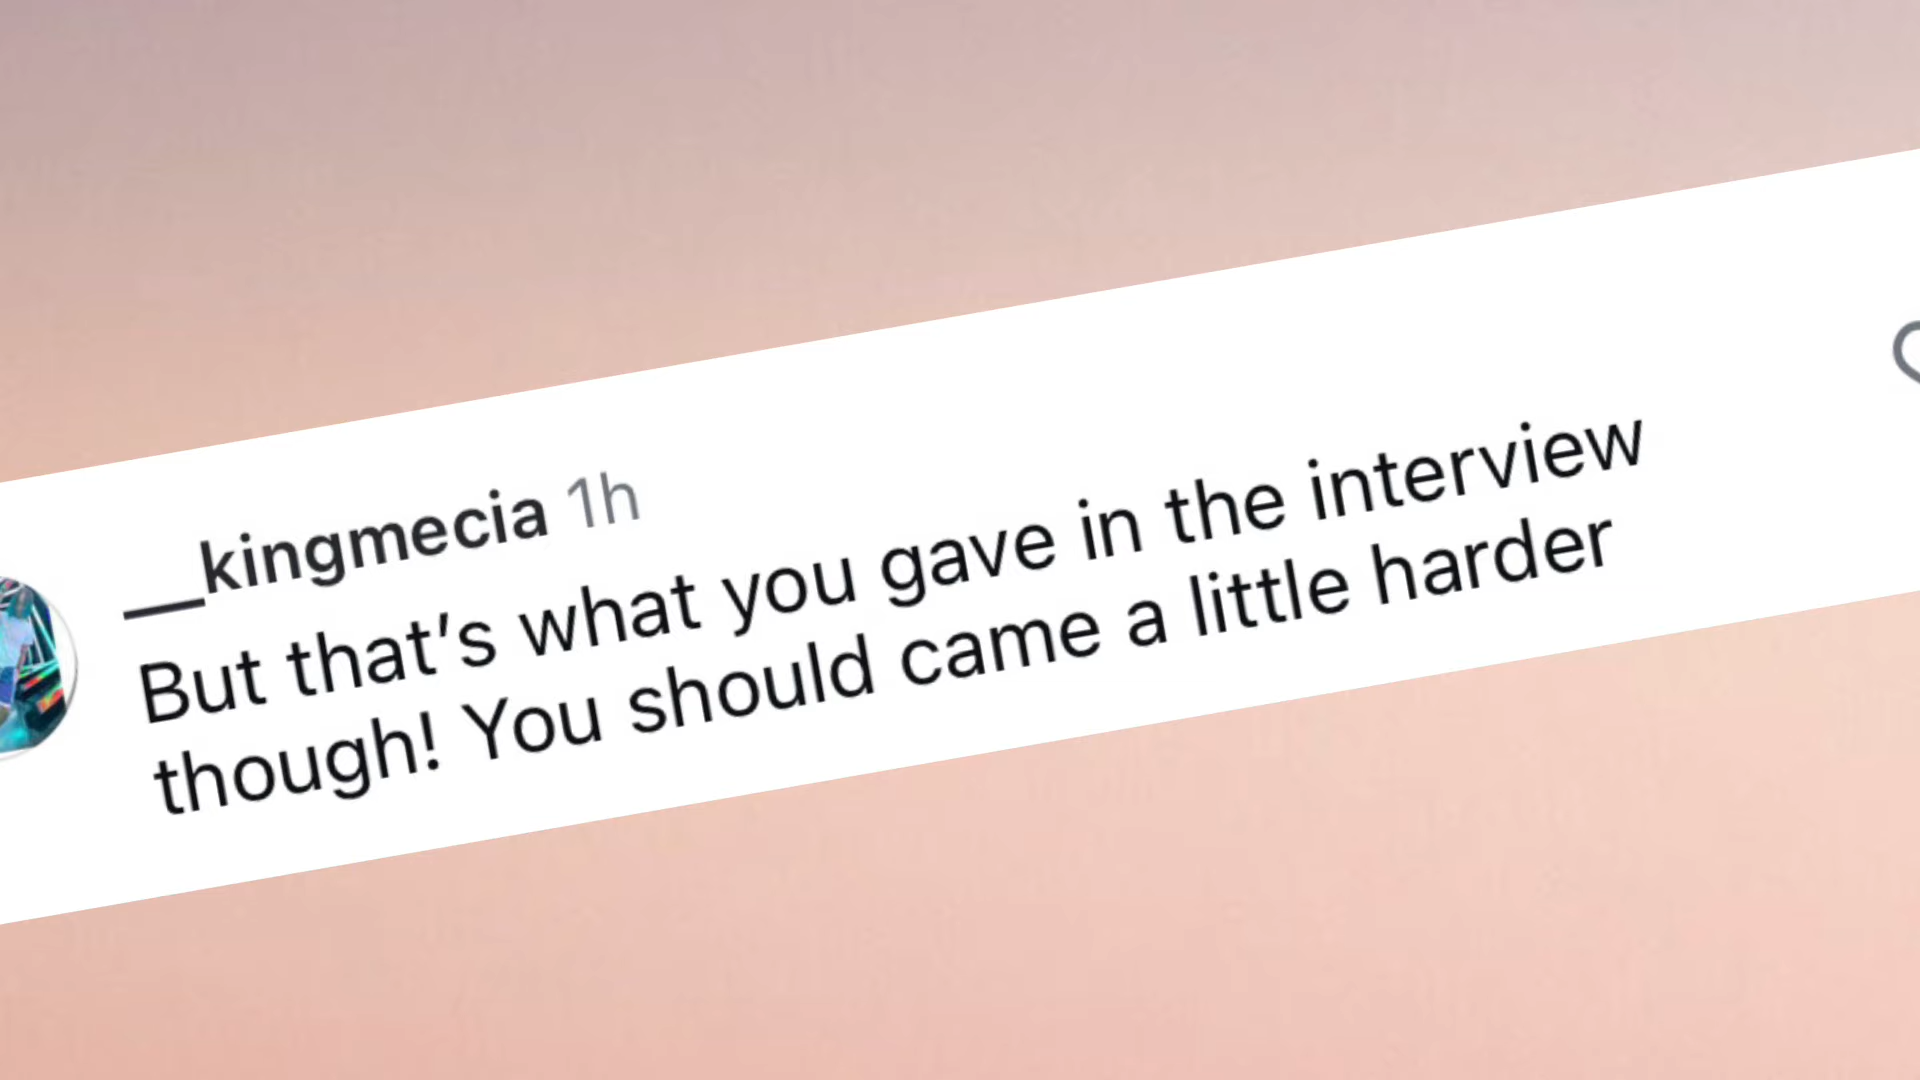 __kingmecia 1h
But that’s what you gave in the interview
though! You should came a little harder